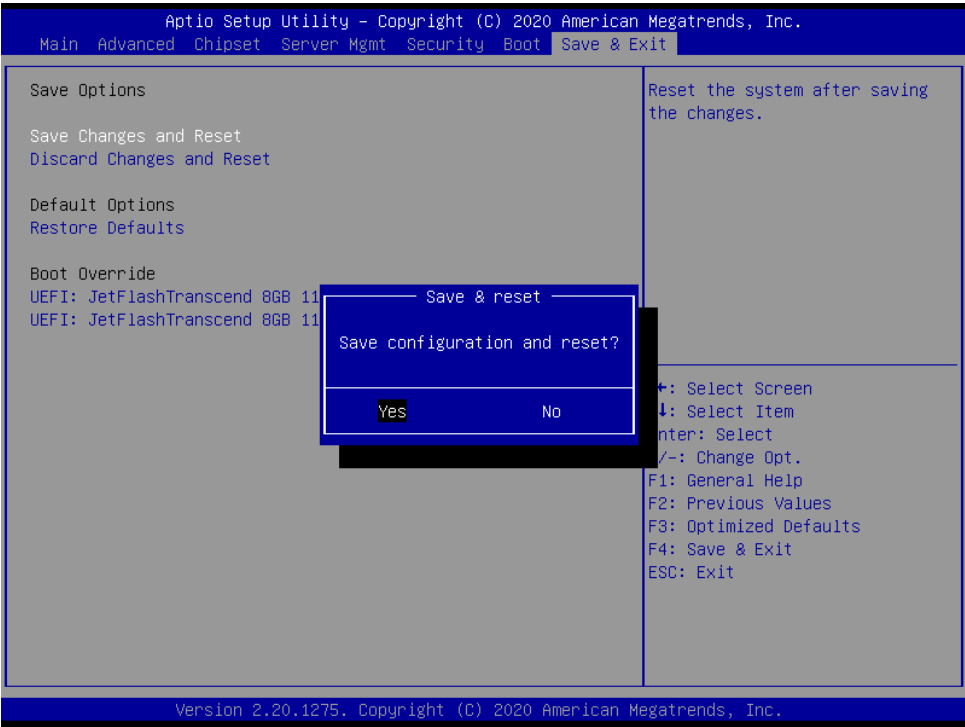 Aptio Setup Utility – Copyright (C) 2020 American Megatrends, Inc.
Main Advanced Chipset Server Mgmt Security Boot Save & Exit
Save Options
Save Changes and Reset
Discard Changes and Reset
Default Options
Restore Defaults
Boot Override
UEFI: JetFlashTranscend 8GB 11
UEFI: JetFlashTranscend 8GB 11
Save & reset
Save configuration and reset?
Yes No
Reset the system after saving
the changes.
←: Select Screen
↓: Select Item
nter: Select
/-: Change Opt.
F1: General Help
F2: Previous Values
F3: Optimized Defaults
F4: Save & Exit
ESC: Exit
Version 2.20.1275. Copyright (C) 2020 American Megatrends, Inc.